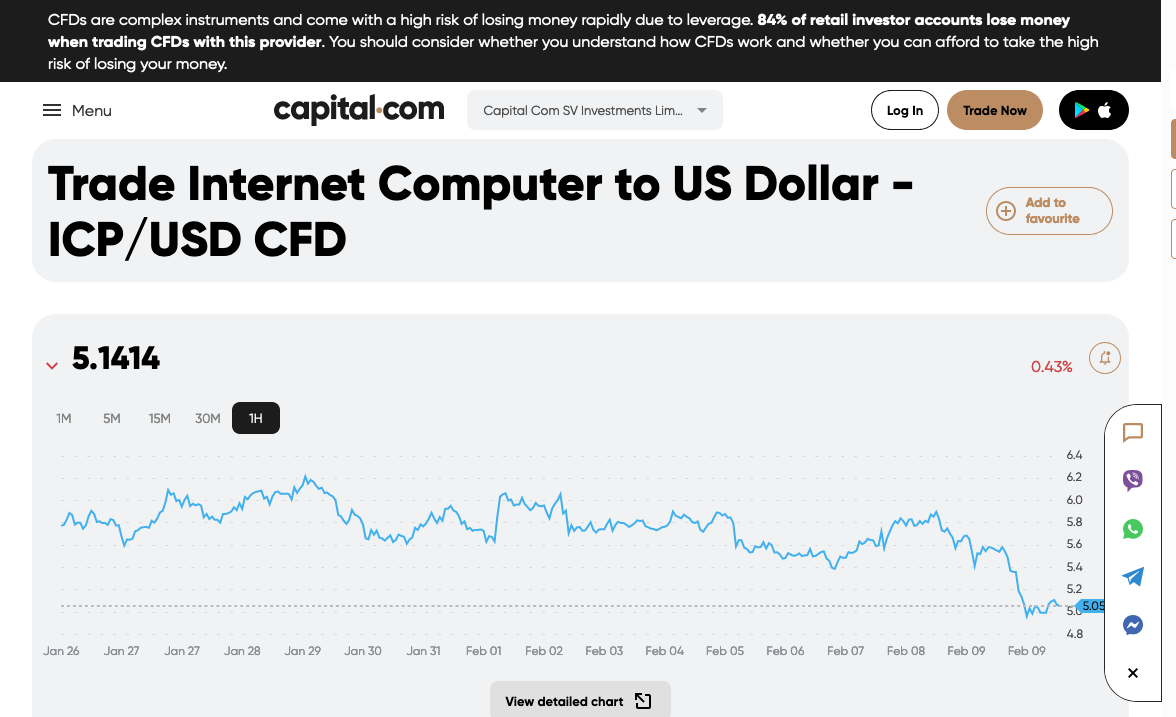 CFDs are complex instruments and come with a high risk of losing money rapidly due to leverage. 84% of retail investor accounts lose money
when trading CFDs with this provider. You should consider whether you understand how CFDs work and whether you can afford to take the high
risk of losing your money.
Menu
capital.com
Capital Com SV Investments Lim...
Log In
Trade Now
Trade Internet Computer to US Dollar -
ICP/USD CFD
Add to
favourite
5.1414
0.43%
1M 5M 15M 30M 1H
6.4
6.2
6.0
5.8
5.6
5.4
5.2
5.0
5.05
4.8
Jan 26 Jan 27 Jan 27 Jan 28 Jan 29 Jan 30 Jan 31 Feb 01 Feb 02 Feb 03 Feb 04 Feb 05 Feb 06 Feb 07 Feb 08 Feb 09 Feb 09
View detailed chart